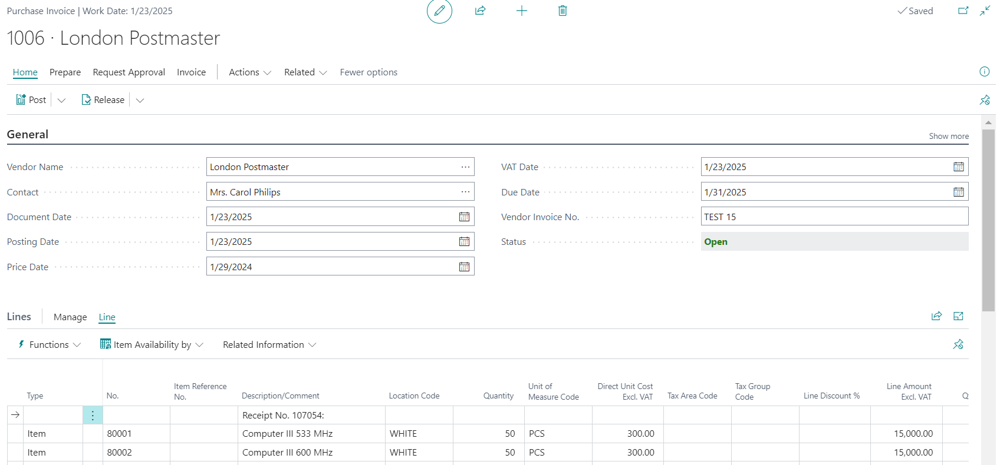 Purchase Invoice | Work Date: 1/23/2025
Saved
1006 · London Postmaster
Home Prepare Request Approval Invoice Actions Related Fewer options
Post Release
General
Show more
Vendor Name London Postmaster
VAT Date 1/23/2025
Contact Mrs. Carol Philips
Due Date 1/31/2025
Document Date 1/23/2025
Vendor Invoice No. TEST 15
Posting Date 1/23/2025
Status Open
Price Date 1/29/2024
Lines Manage Line
Functions Item Availability by Related Information
Type No. Item Reference No. Description/Comment Location Code Quantity Unit of Measure Code Direct Unit Cost Excl. VAT Tax Area Code Tax Group Code Line Discount % Line Amount Excl. VAT Q
Receipt No. 107054:
Item 80001 Computer III 533 MHz WHITE 50 PCS 300.00 15,000.00
Item 80002 Computer III 600 MHz WHITE 50 PCS 300.00 15,000.00